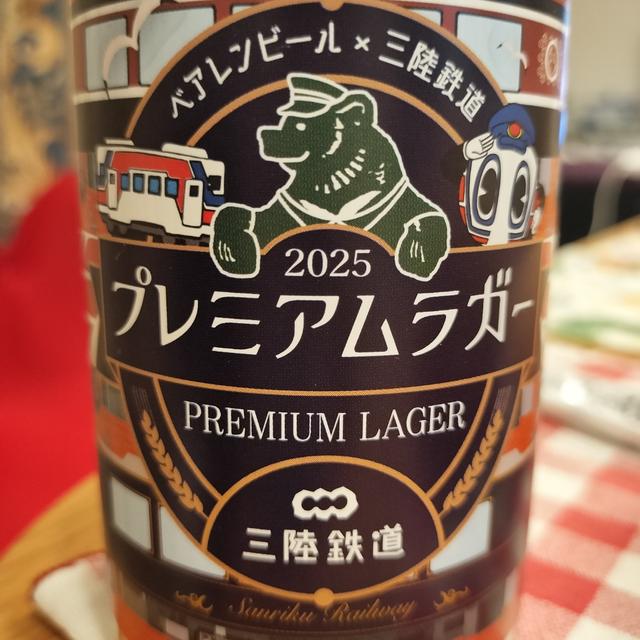 ベアレンビール × 三陸鉄道
2025
プレミアムラガー
PREMIUM LAGER
三陸鉄道
Sanriku Railway